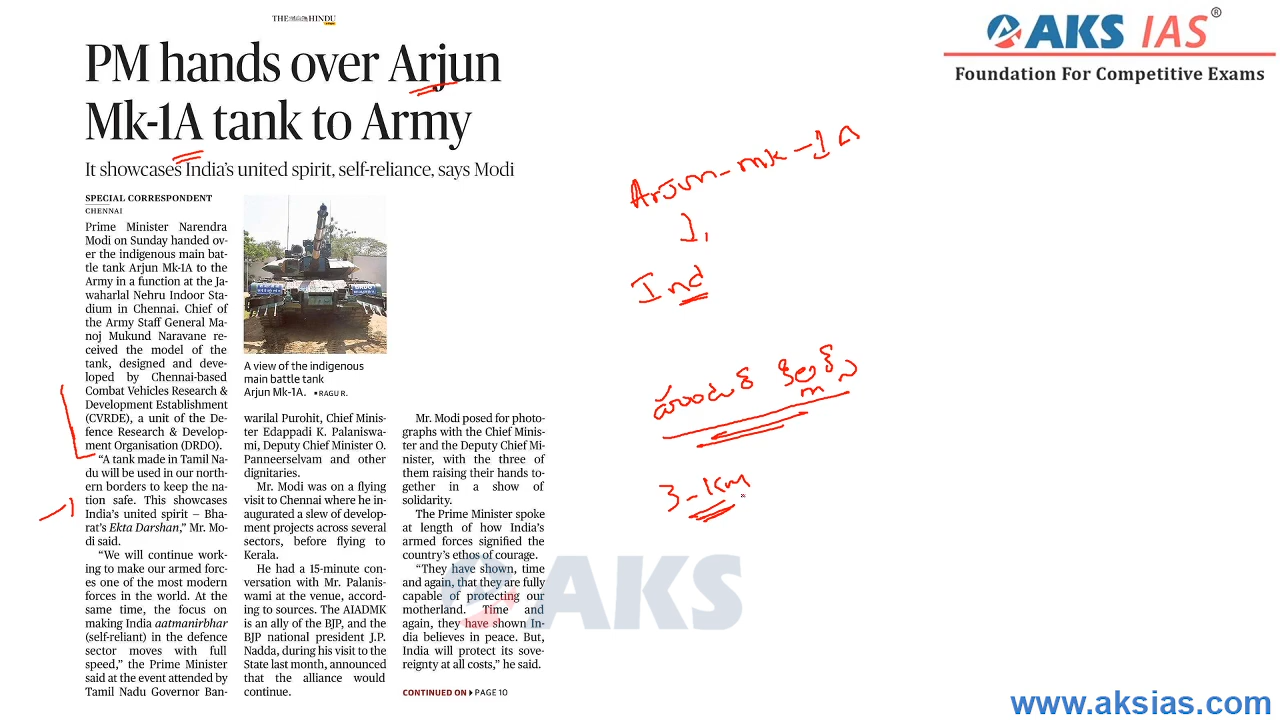 THE HINDU
PM hands over Arjun
Mk-1A tank to Army
It showcases India's united spirit, self-reliance, says Modi
SPECIAL CORRESPONDENT
CHENNAI
Prime Minister Narendra
Modi on Sunday handed ov-
er the indigenous main bat-
tle tank Arjun Mk-1A to the
Army in a function at the Ja-
waharlal Nehru Indoor Sta-
dium in Chennai. Chief of
the Army Staff General Ma-
noj Mukund Naravane re-
ceived the model of the
tank, designed and deve-
loped by Chennai-based
Combat Vehicles Research &
Development Establishment
(CVRDE), a unit of the De-
fence Research & Develop-
ment Organisation (DRDO).
“A tank made in Tamil Na-
du will be used in our north-
ern borders to keep the na-
tion safe. This showcases
India's united spirit – Bha-
rat's Ekta Darshan,” Mr. Mo-
di said.
“We will continue work-
ing to make our armed forc-
es one of the most modern
forces in the world. At the
same time, the focus on
making India aatmanirbhar
(self-reliant) in the defence
sector moves with full
speed,” the Prime Minister
said at the event attended by
Tamil Nadu Governor Ban-
DRDO
A view of the indigenous
main battle tank
Arjun Mk-1A. • RAGU R.
warilal Purohit, Chief Minis-
ter Edappadi K. Palaniswa-
mi, Deputy Chief Minister O.
Panneerselvam and other
dignitaries.
Mr. Modi was on a flying
visit to Chennai where he in-
augurated a slew of develop-
ment projects across several
sectors, before flying to
Kerala.
He had a 15-minute con-
versation with Mr. Palanis-
wami at the venue, accord-
ing to sources. The AIADMK
is an ally of the BJP, and the
BJP national president J.P.
Nadda, during his visit to the
State last month, announced
that the alliance would
continue.
Mr. Modi posed for photo-
graphs with the Chief Minis-
ter and the Deputy Chief Mi-
nister, with the three of
them raising their hands to-
gether in a show of
solidarity.
The Prime Minister spoke
at length of how India's
armed forces signified the
country's ethos of courage.
“They have shown, time
and again, that they are fully
capable of protecting our
motherland. Time and
again, they have shown In-
dia believes in peace. But,
India will protect its sove-
reignty at all costs,” he said.
CONTINUED ON PAGE 10
AKS IAS®
Foundation For Competitive Exams
Arjun-mk-1A
1,
Ind
3-Km
AKS
www.aksias.com